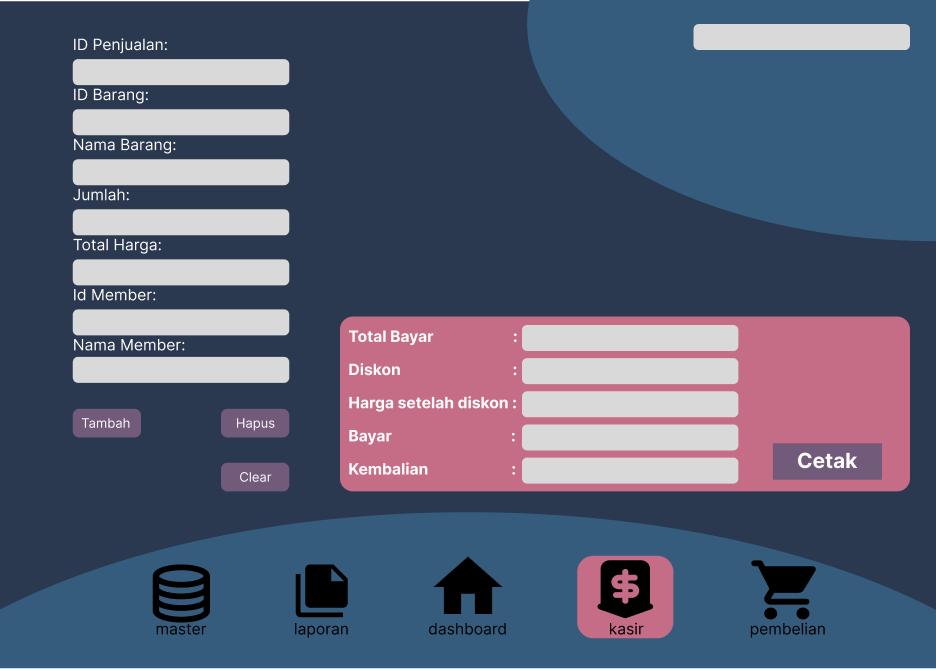 ID Penjualan:
ID Barang:
Nama Barang:
Jumlah:
Total Harga:
Id Member:
Nama Member:
Tambah
Hapus
Clear
Total Bayar :
Diskon :
Harga setelah diskon :
Bayar :
Kembalian :
Cetak
master
laporan
dashboard
kasir
pembelian